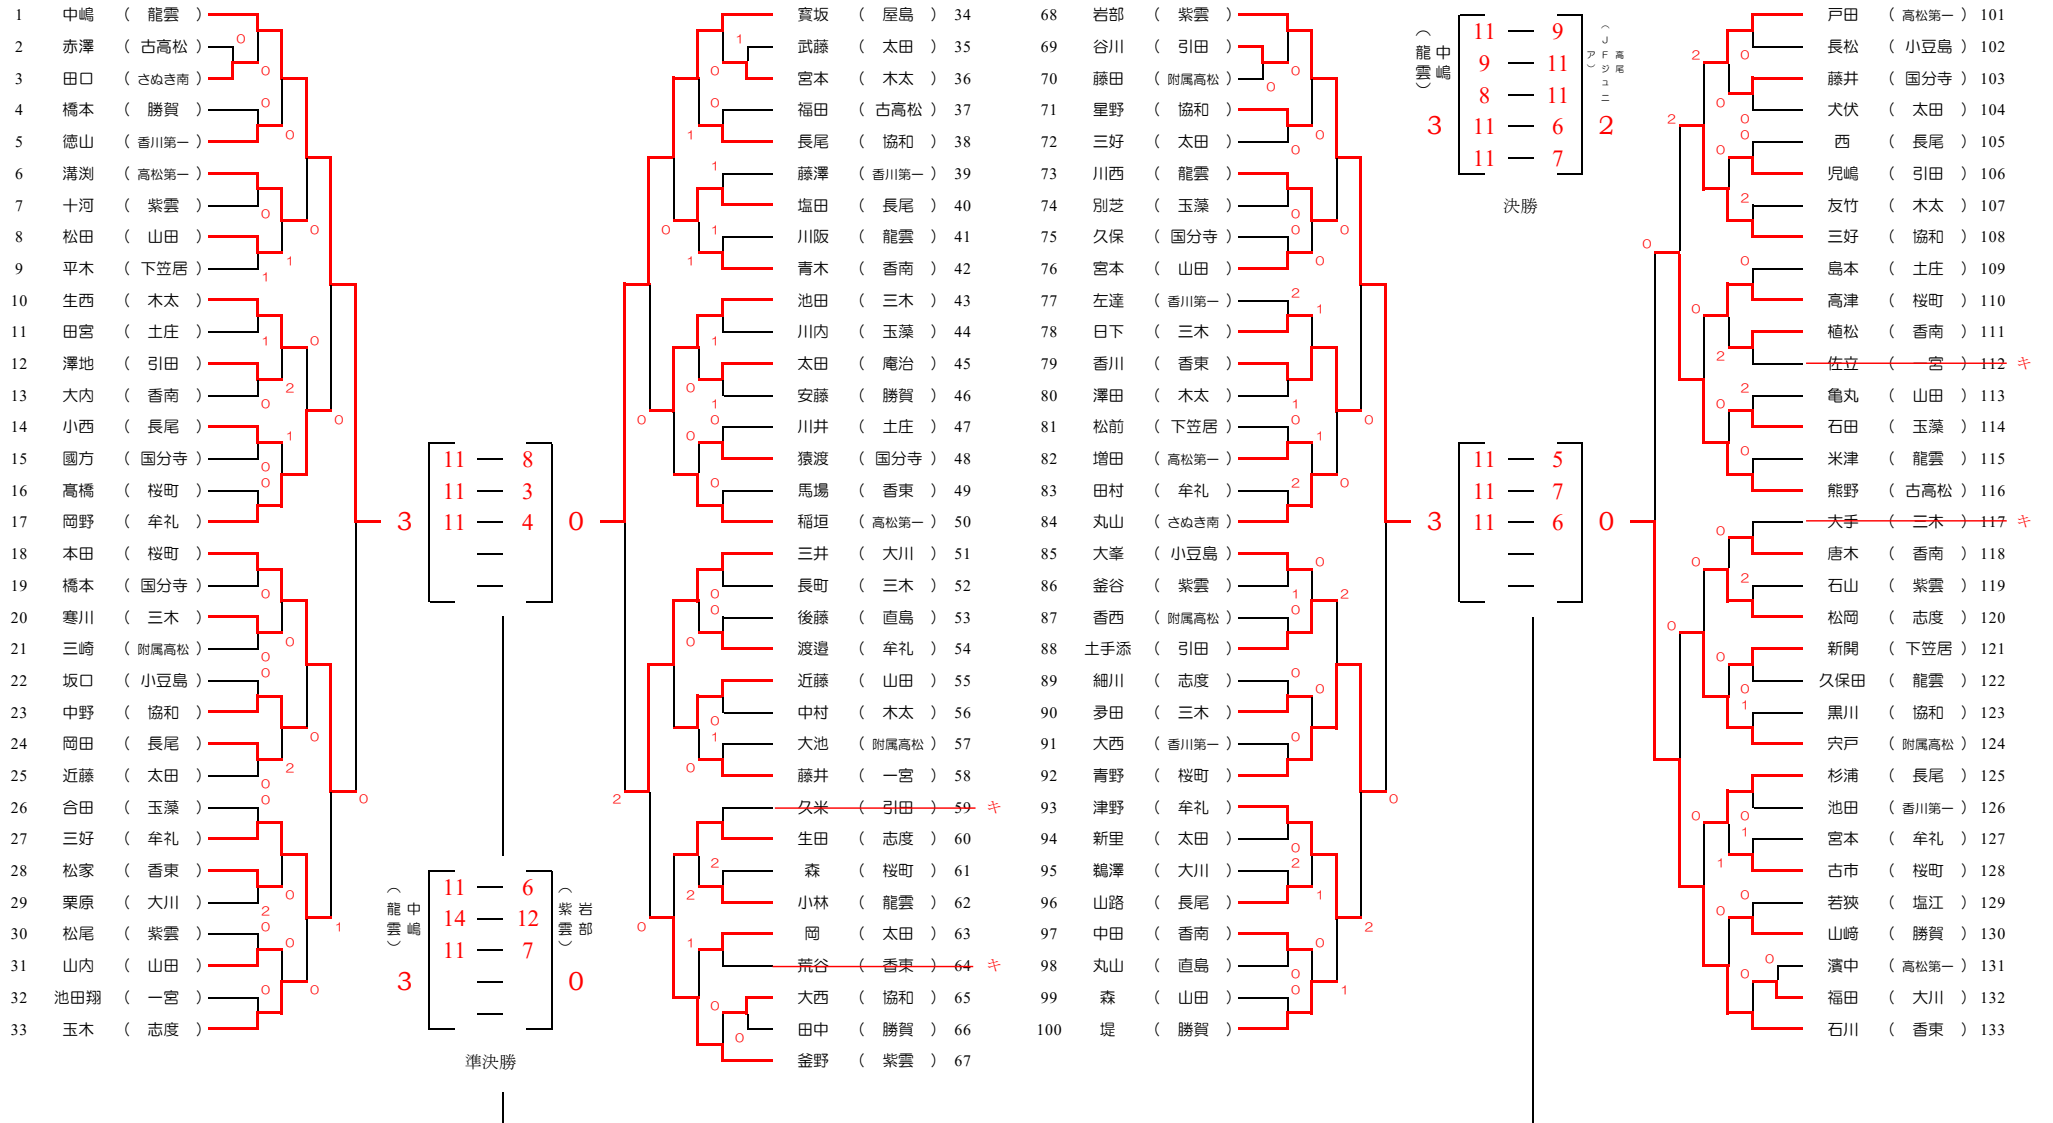 1 中嶋 （ 龍雲 ）
2 赤澤 （ 古高松 ）
3 田口 （ さぬき南 ）
4 橋本 （ 勝賀 ）
5 徳山 （ 香川第一 ）
6 溝渕 （ 高松第一 ）
7 十河 （ 紫雲 ）
8 松田 （ 山田 ）
9 平木 （ 下笠居 ）
10 生西 （ 木太 ）
11 田宮 （ 土庄 ）
12 澤地 （ 引田 ）
13 大内 （ 香南 ）
14 小西 （ 長尾 ）
15 國方 （ 国分寺 ）
16 髙橋 （ 桜町 ）
17 岡野 （ 牟礼 ）
18 本田 （ 桜町 ）
19 橋本 （ 国分寺 ）
20 寒川 （ 三木 ）
21 三崎 （ 附属高松 ）
22 坂口 （ 小豆島 ）
23 中野 （ 協和 ）
24 岡田 （ 長尾 ）
25 近藤 （ 太田 ）
26 合田 （ 玉藻 ）
27 三好 （ 牟礼 ）
28 松家 （ 香東 ）
29 栗原 （ 大川 ）
30 松尾 （ 紫雲 ）
31 山内 （ 山田 ）
32 池田翔 （ 一宮 ）
33 玉木 （ 志度 ）
3 0
11 — 8
11 — 3
11 — 4
—
—
中嶋
（龍雲）
3 0
11 — 6
14 — 12
11 — 7
—
—
岩部
（紫雲）
準決勝
寳坂 （ 屋島 ） 34
武藤 （ 太田 ） 35
宮本 （ 木太 ） 36
福田 （ 古高松 ） 37
長尾 （ 協和 ） 38
藤澤 （ 香川第一 ） 39
塩田 （ 長尾 ） 40
川阪 （ 龍雲 ） 41
青木 （ 香南 ） 42
池田 （ 三木 ） 43
川内 （ 玉藻 ） 44
太田 （ 庵治 ） 45
安藤 （ 勝賀 ） 46
川井 （ 土庄 ） 47
猿渡 （ 国分寺 ） 48
馬場 （ 香東 ） 49
稲垣 （ 高松第一 ） 50
三井 （ 大川 ） 51
長町 （ 三木 ） 52
後藤 （ 直島 ） 53
渡邉 （ 牟礼 ） 54
近藤 （ 山田 ） 55
中村 （ 木太 ） 56
大池 （ 附属高松 ） 57
藤井 （ 一宮 ） 58
久米 （ 引田 ） 59 キ
生田 （ 志度 ） 60
森 （ 桜町 ） 61
小林 （ 龍雲 ） 62
岡 （ 太田 ） 63
荒谷 （ 香東 ） 64 キ
大西 （ 協和 ） 65
田中 （ 勝賀 ） 66
釜野 （ 紫雲 ） 67
68 岩部 （ 紫雲 ）
69 谷川 （ 引田 ）
70 藤田 （ 附属高松 ）
71 星野 （ 協和 ）
72 三好 （ 太田 ）
73 川西 （ 龍雲 ）
74 別芝 （ 玉藻 ）
75 久保 （ 国分寺 ）
76 宮本 （ 山田 ）
77 左達 （ 香川第一 ）
78 日下 （ 三木 ）
79 香川 （ 香東 ）
80 澤田 （ 木太 ）
81 松前 （ 下笠居 ）
82 増田 （ 高松第一 ）
83 田村 （ 牟礼 ）
84 丸山 （ さぬき南 ）
85 大峯 （ 小豆島 ）
86 釜谷 （ 紫雲 ）
87 香西 （ 附属高松 ）
88 土手添 （ 引田 ）
89 細川 （ 志度 ）
90 多田 （ 三木 ）
91 大西 （ 香川第一 ）
92 青野 （ 桜町 ）
93 津野 （ 牟礼 ）
94 新里 （ 太田 ）
95 鵜澤 （ 大川 ）
96 山路 （ 長尾 ）
97 中田 （ 香南 ）
98 丸山 （ 直島 ）
99 森 （ 山田 ）
100 堤 （ 勝賀 ）
中嶋
（龍雲）
3 2
11 — 9
9 — 11
8 — 11
11 — 6
11 — 7
高尾
（JFジュニア）
決勝
3 0
11 — 5
11 — 7
11 — 6
—
—
戸田 （ 高松第一 ） 101
長松 （ 小豆島 ） 102
藤井 （ 国分寺 ） 103
犬伏 （ 太田 ） 104
西 （ 長尾 ） 105
児嶋 （ 引田 ） 106
友竹 （ 木太 ） 107
三好 （ 協和 ） 108
島本 （ 土庄 ） 109
高津 （ 桜町 ） 110
植松 （ 香南 ） 111
佐立 （ 一宮 ） 112 キ
亀丸 （ 山田 ） 113
石田 （ 玉藻 ） 114
米津 （ 龍雲 ） 115
熊野 （ 古高松 ） 116
大手 （ 三木 ） 117 キ
唐木 （ 香南 ） 118
石山 （ 紫雲 ） 119
松岡 （ 志度 ） 120
新開 （ 下笠居 ） 121
久保田 （ 龍雲 ） 122
黒川 （ 協和 ） 123
宍戸 （ 附属高松 ） 124
杉浦 （ 長尾 ） 125
池田 （ 香川第一 ） 126
宮本 （ 牟礼 ） 127
古市 （ 桜町 ） 128
若狹 （ 塩江 ） 129
山﨑 （ 勝賀 ） 130
濱中 （ 高松第一 ） 131
福田 （ 大川 ） 132
石川 （ 香東 ） 133